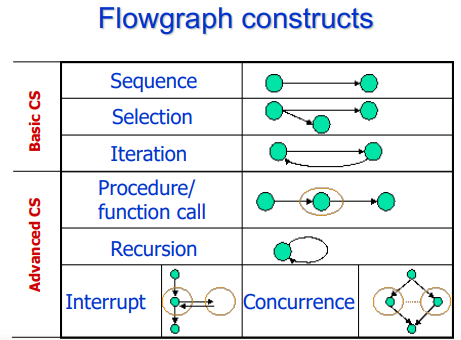 Flowgraph constructs
Basic CS
Sequence
Selection
Iteration
Advanced CS
Procedure/
function call
Recursion
Interrupt
Concurrence